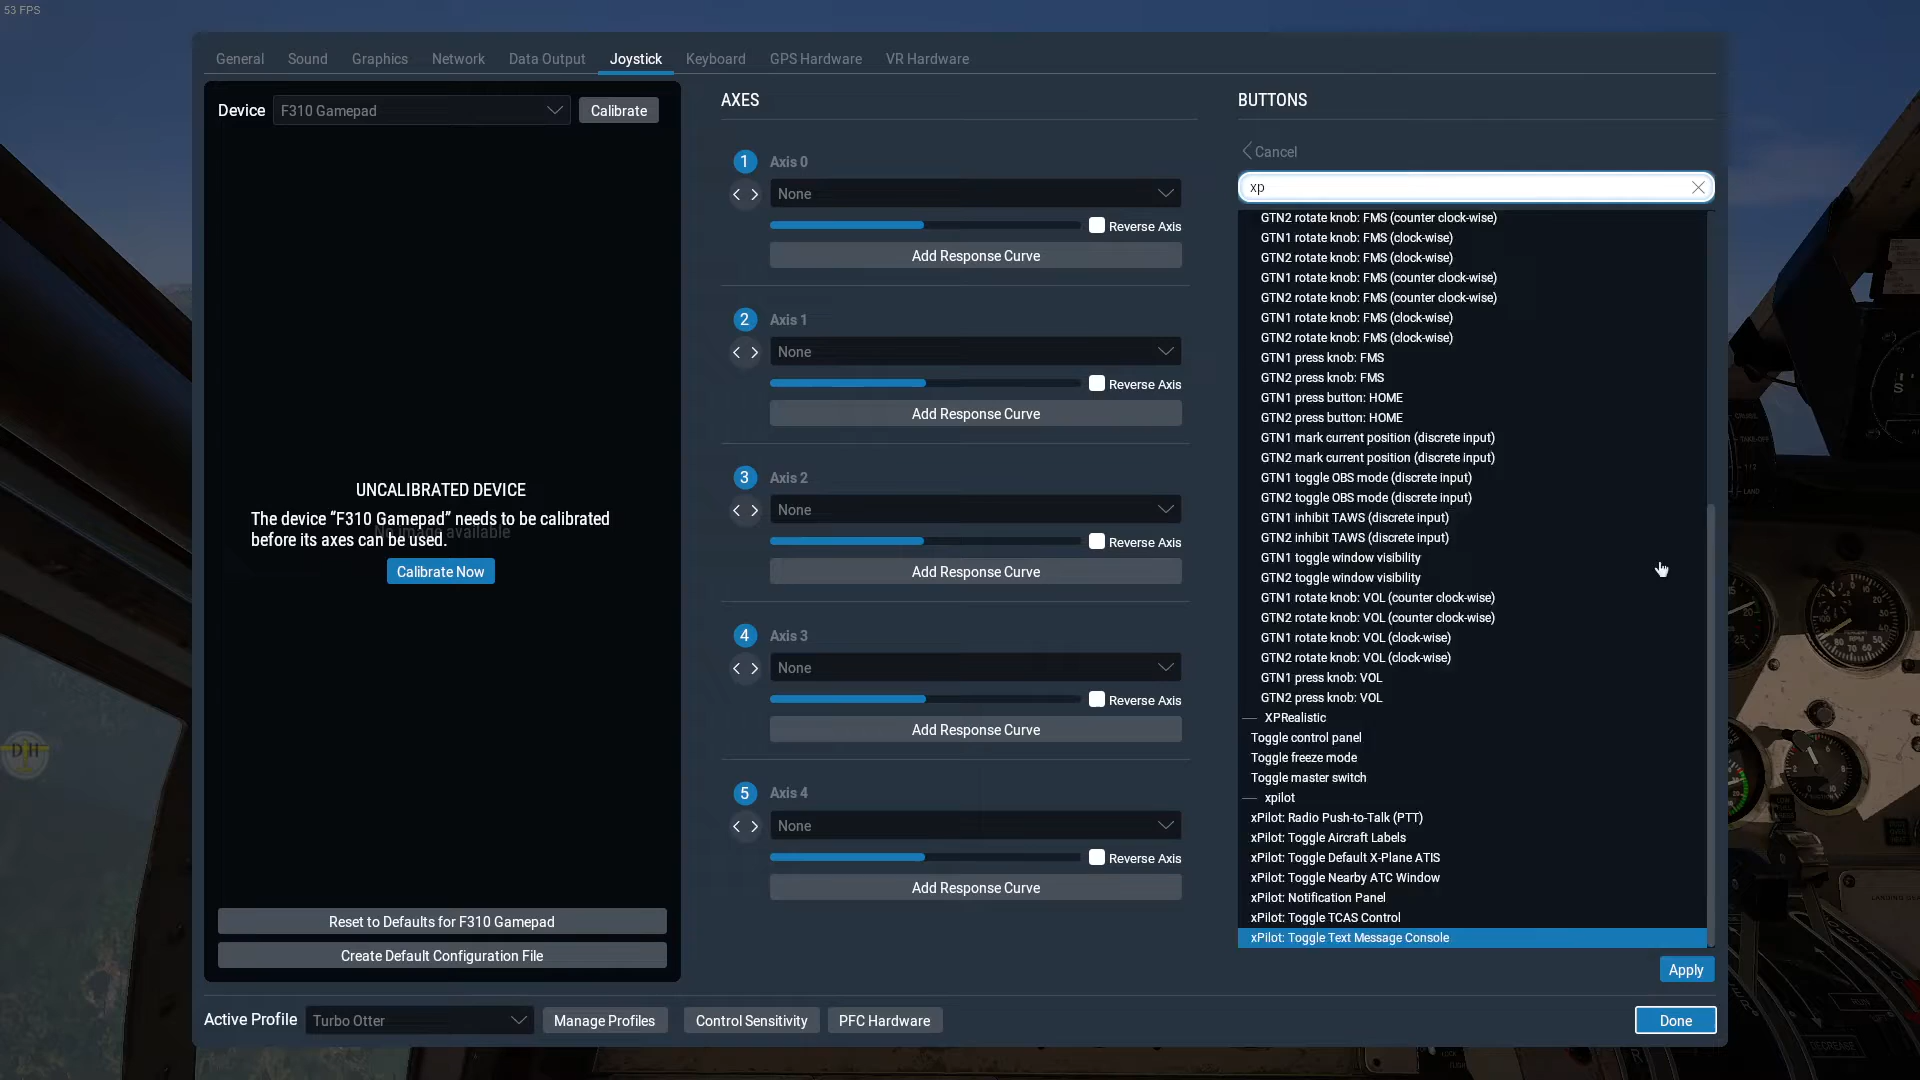 53 FPS
General Sound Graphics Network Data Output Joystick Keyboard GPS Hardware VR Hardware
Device F310 Gamepad Calibrate
UNCALIBRATED DEVICE
No image available
The device “F310 Gamepad” needs to be calibrated
before its axes can be used.
Calibrate Now
Reset to Defaults for F310 Gamepad
Create Default Configuration File
AXES
1 Axis 0
None
Reverse Axis
Add Response Curve
2 Axis 1
None
Reverse Axis
Add Response Curve
3 Axis 2
None
Reverse Axis
Add Response Curve
4 Axis 3
None
Reverse Axis
Add Response Curve
5 Axis 4
None
Reverse Axis
Add Response Curve
BUTTONS
Cancel
xp
GTN2 rotate knob: FMS (counter clock-wise)
GTN1 rotate knob: FMS (clock-wise)
GTN2 rotate knob: FMS (clock-wise)
GTN1 rotate knob: FMS (counter clock-wise)
GTN2 rotate knob: FMS (counter clock-wise)
GTN1 rotate knob: FMS (clock-wise)
GTN2 rotate knob: FMS (clock-wise)
GTN1 press knob: FMS
GTN2 press knob: FMS
GTN1 press button: HOME
GTN2 press button: HOME
GTN1 mark current position (discrete input)
GTN2 mark current position (discrete input)
GTN1 toggle OBS mode (discrete input)
GTN2 toggle OBS mode (discrete input)
GTN1 inhibit TAWS (discrete input)
GTN2 inhibit TAWS (discrete input)
GTN1 toggle window visibility
GTN2 toggle window visibility
GTN1 rotate knob: VOL (counter clock-wise)
GTN2 rotate knob: VOL (counter clock-wise)
GTN1 rotate knob: VOL (clock-wise)
GTN2 rotate knob: VOL (clock-wise)
GTN1 press knob: VOL
GTN2 press knob: VOL
XPRealistic
Toggle control panel
Toggle freeze mode
Toggle master switch
xpilot
xPilot: Radio Push-to-Talk (PTT)
xPilot: Toggle Aircraft Labels
xPilot: Toggle Default X-Plane ATIS
xPilot: Toggle Nearby ATC Window
xPilot: Notification Panel
xPilot: Toggle TCAS Control
xPilot: Toggle Text Message Console
Apply
Active Profile Turbo Otter Manage Profiles Control Sensitivity PFC Hardware Done
DH